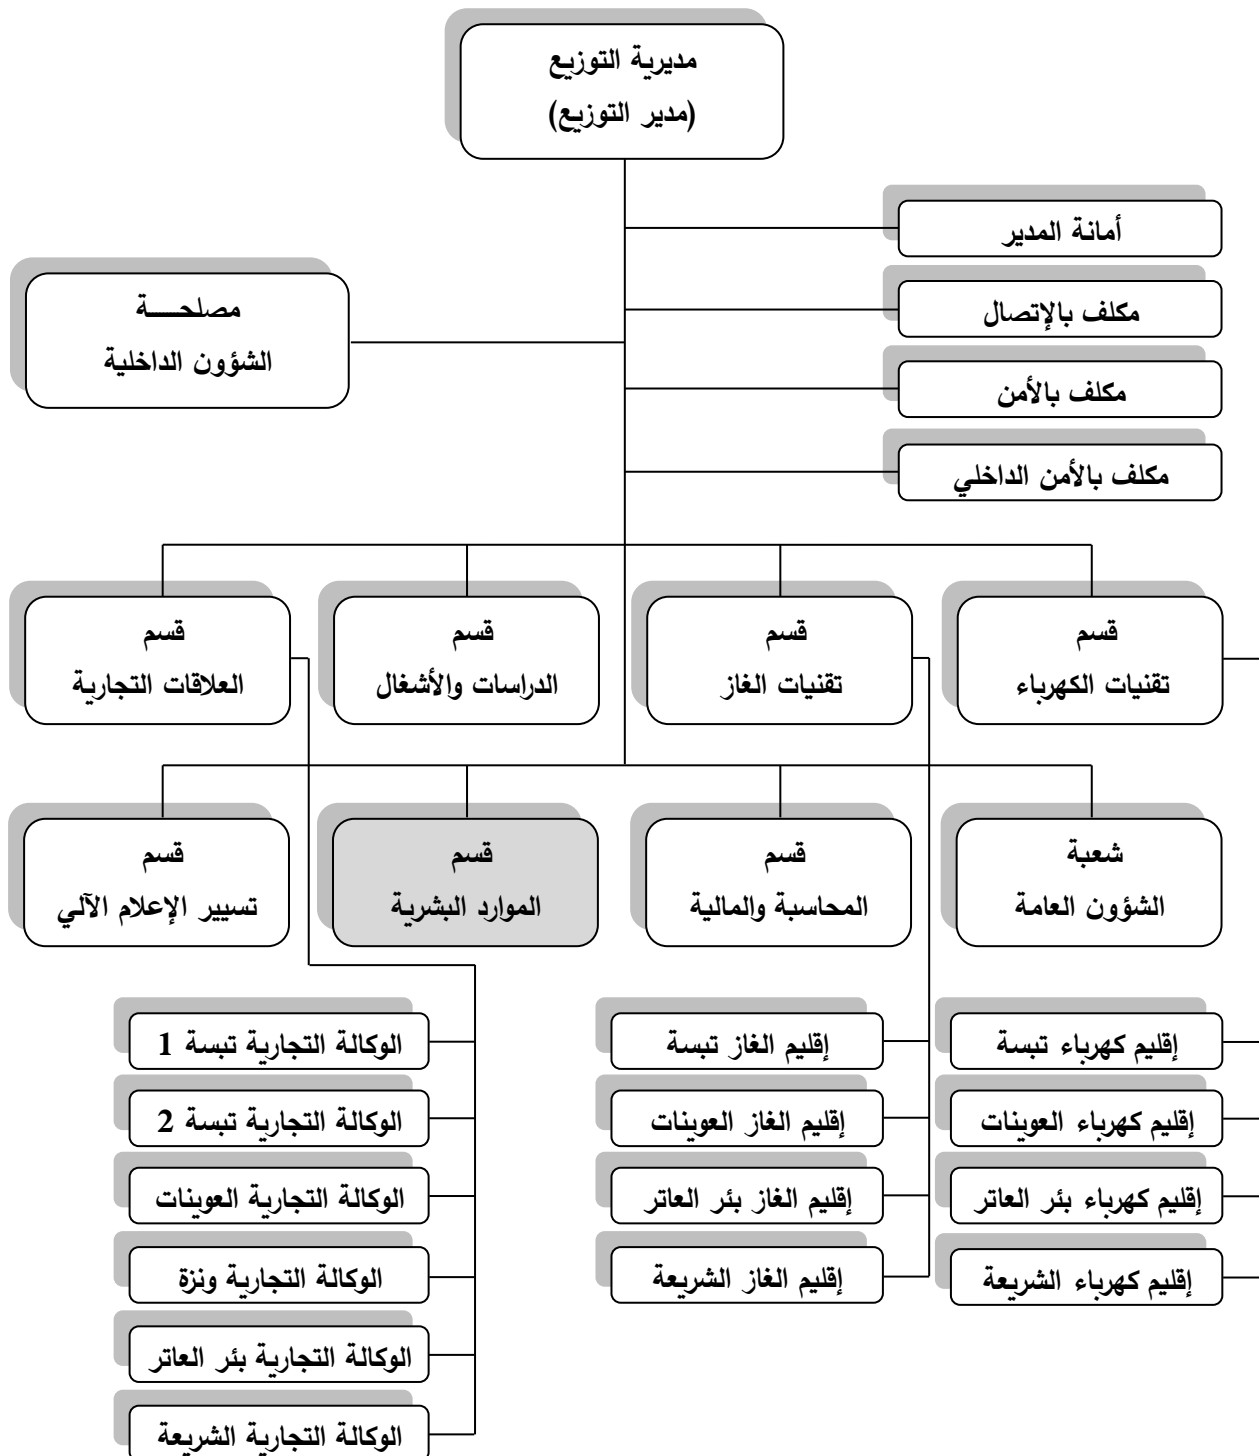 مديرية التوزيع
(مدير التوزيع)
أمانة المدير
مكلف بالإتصال
مصلحـــــة
الشؤون الداخلية
مكلف بالأمن
مكلف بالأمن الداخلي
قسم
تقنيات الكهرباء
قسم
تقنيات الغاز
قسم
الدراسات والأشغال
قسم
العلاقات التجارية
شعبة
الشؤون العامة
قسم
المحاسبة والمالية
قسم
الموارد البشرية
قسم
تسيير الإعلام الآلي
إقليم كهرباء تبسة
إقليم كهرباء العوينات
إقليم كهرباء بئر العاتر
إقليم كهرباء الشريعة
إقليم الغاز تبسة
إقليم الغاز العوينات
إقليم الغاز بئر العاتر
إقليم الغاز الشريعة
الوكالة التجارية تبسة 1
الوكالة التجارية تبسة 2
الوكالة التجارية العوينات
الوكالة التجارية ونزة
الوكالة التجارية بئر العاتر
الوكالة التجارية الشريعة